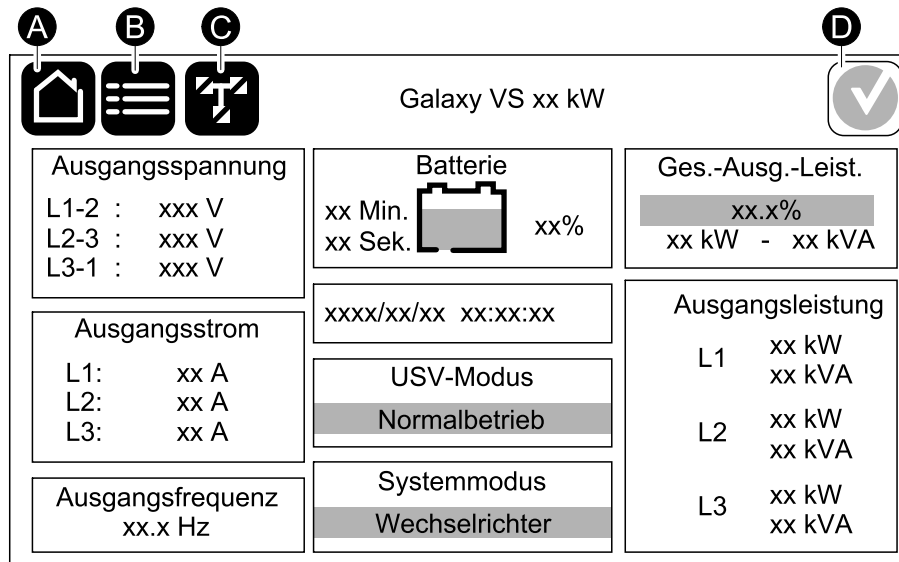 A
B
C
D
Galaxy VS xx kW
Ausgangsspannung
L1-2 : xxx V
L2-3 : xxx V
L3-1 : xxx V
Ausgangsstrom
L1: xx A
L2: xx A
L3: xx A
Ausgangsfrequenz
xx.x Hz
Batterie
xx Min.
xx Sek.
xx%
xxxx/xx/xx xx:xx:xx
USV-Modus
Normalbetrieb
Systemmodus
Wechselrichter
Ges.-Ausg.-Leist.
xx.x%
xx kW - xx kVA
Ausgangsleistung
L1 xx kW
xx kVA
L2 xx kW
xx kVA
L3 xx kW
xx kVA